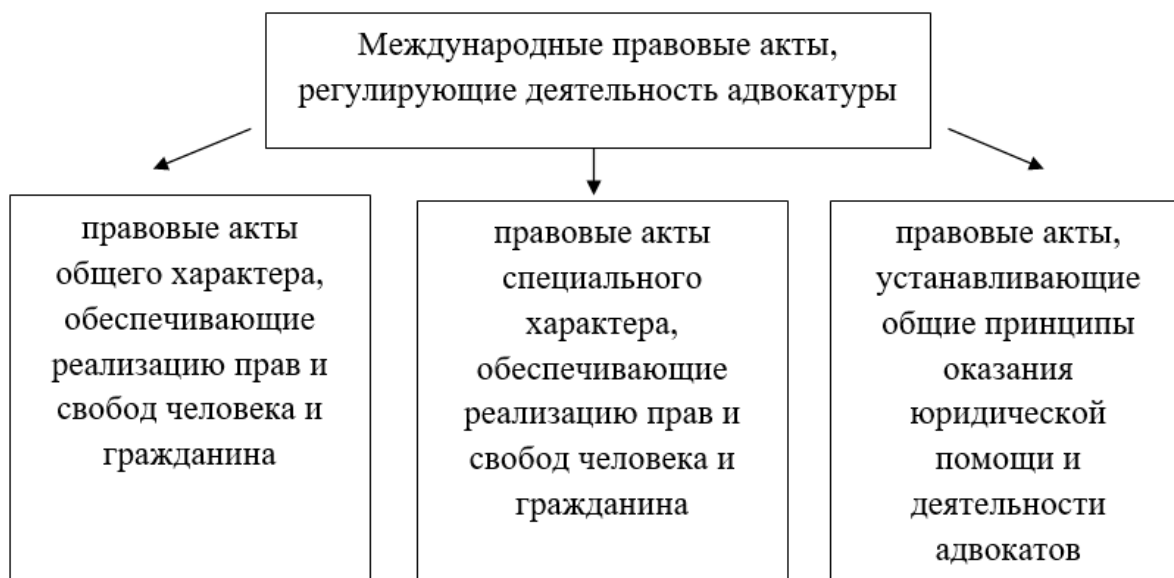 Международные правовые акты,
регулирующие деятельность адвокатуры
правовые акты
общего характера,
обеспечивающие
реализацию прав и
свобод человека и
гражданина
правовые акты
специального
характера,
обеспечивающие
реализацию прав и
свобод человека и
гражданина
правовые акты,
устанавливающие
общие принципы
оказания
юридической
помощи и
деятельности
адвокатов